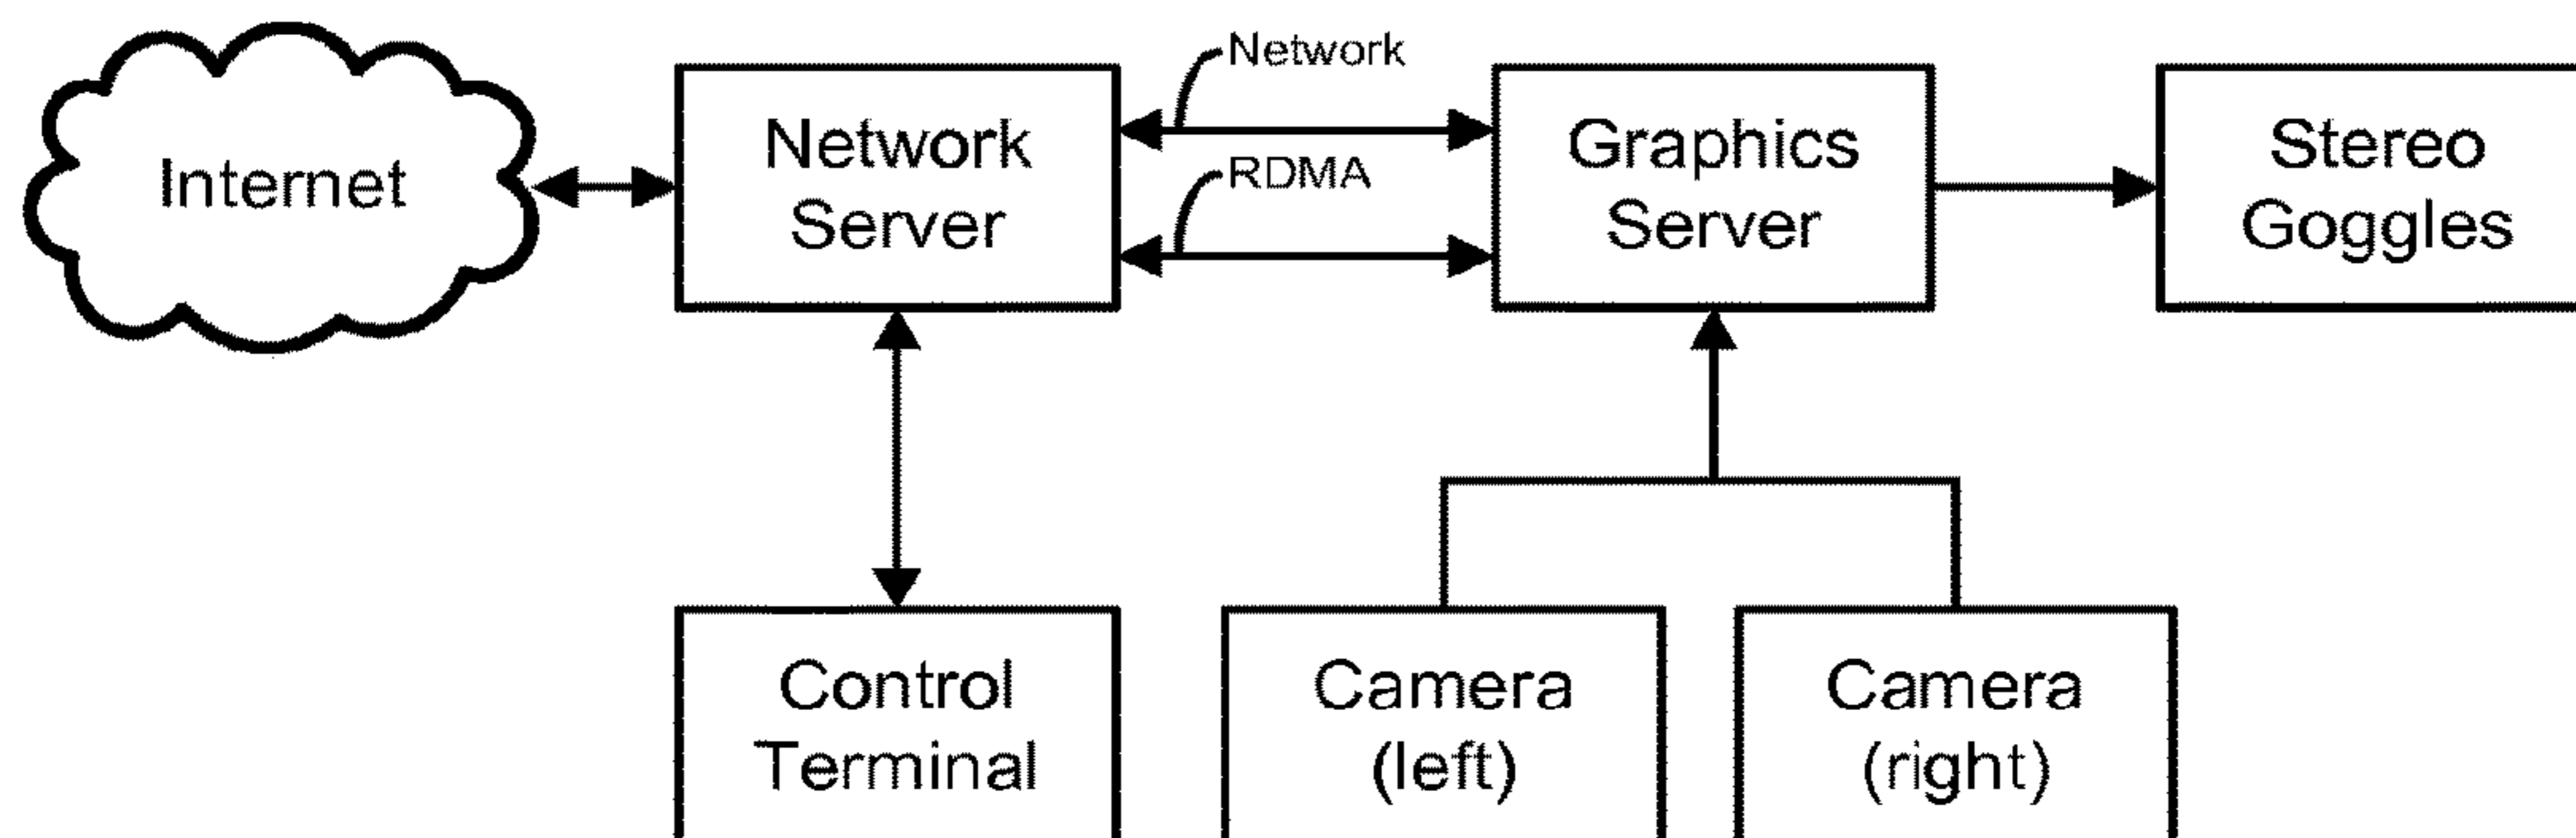 Internet
Network
Server
Network
RDMA
Graphics
Server
Stereo
Goggles
Control
Terminal
Camera
(left)
Camera
(right)